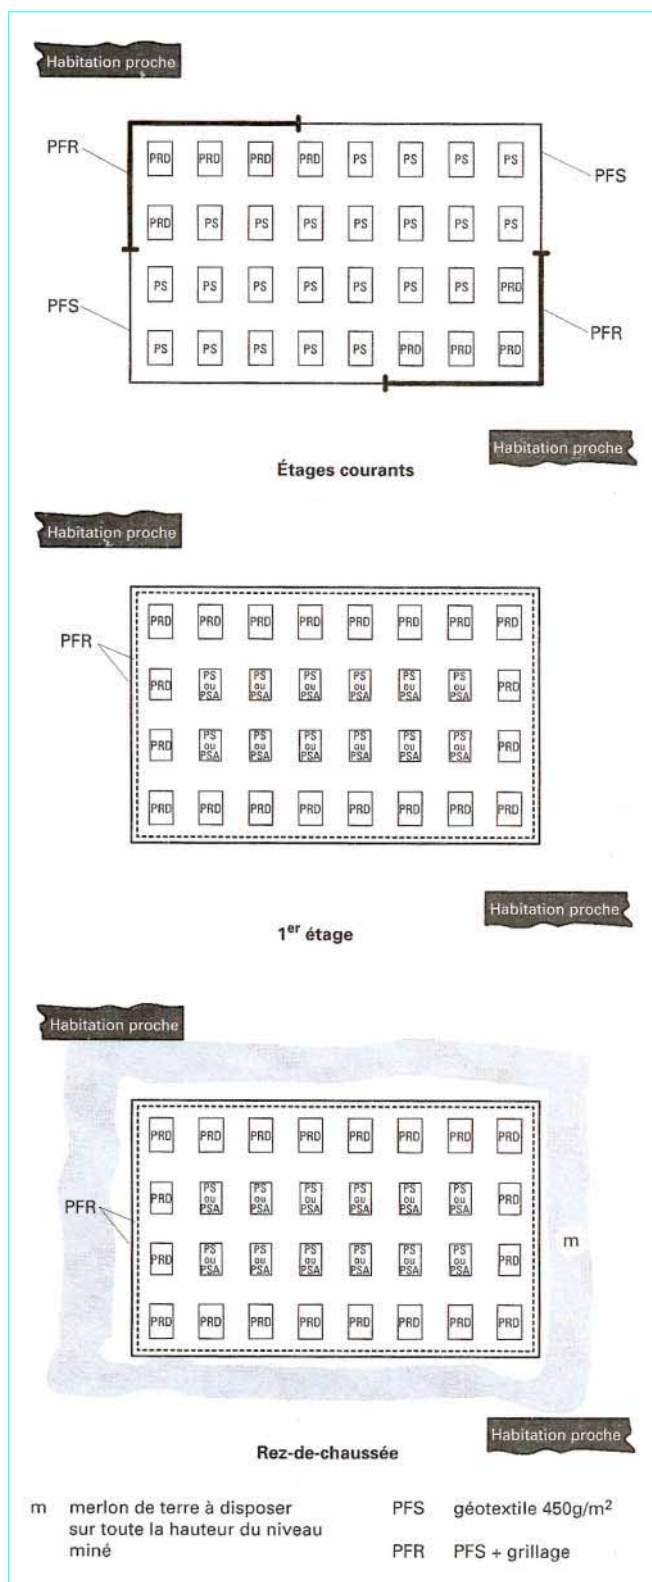 Habitation proche
PFR
PRD PRD PRD PRD PS PS PS PS
PFS
PRD PS PS PS PS PS PS PS
PFS
PS PS PS PS PS PS PS PRD
PFR
PS PS PS PS PS PRD PRD PRD
Habitation proche
Étages courants
Habitation proche
PFR
PRD PRD PRD PRD PRD PRD PRD PRD
PRD PS ou PSA PS ou PSA PS ou PSA PS ou PSA PS ou PSA PS ou PSA PRD
PRD PS ou PSA PS ou PSA PS ou PSA PS ou PSA PS ou PSA PS ou PSA PRD
PRD PRD PRD PRD PRD PRD PRD PRD
Habitation proche
1er étage
Habitation proche
PRD PRD PRD PRD PRD PRD PRD PRD
PFR
PRD PS ou PSA PS ou PSA PS ou PSA PS ou PSA PS ou PSA PS ou PSA PRD
m
PRD PS ou PSA PS ou PSA PS ou PSA PS ou PSA PS ou PSA PS ou PSA PRD
PRD PRD PRD PRD PRD PRD PRD PRD
Habitation proche
Rez-de-chaussée
m merlon de terre à disposer
sur toute la hauteur du niveau
miné
PFS géotextile 450g/m²
PFR PFS + grillage